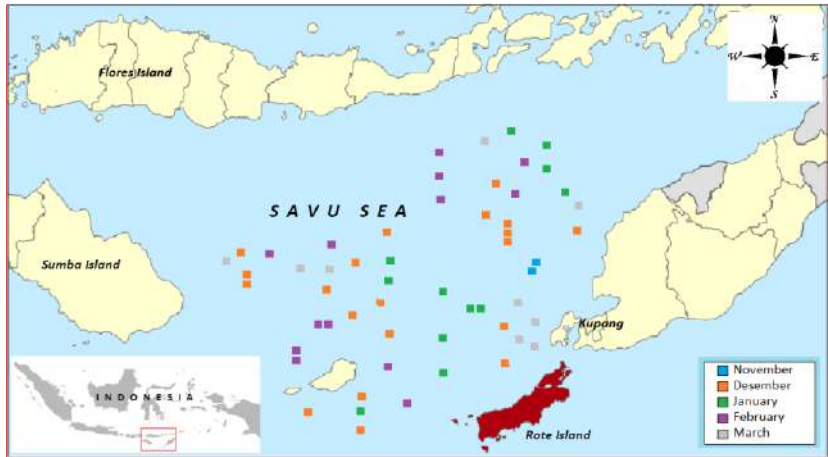 N
W E
S
Flores Island
SAVU SEA
Sumba Island
Kupang
Rote Island
INDONESIA
November
Desember
January
February
March